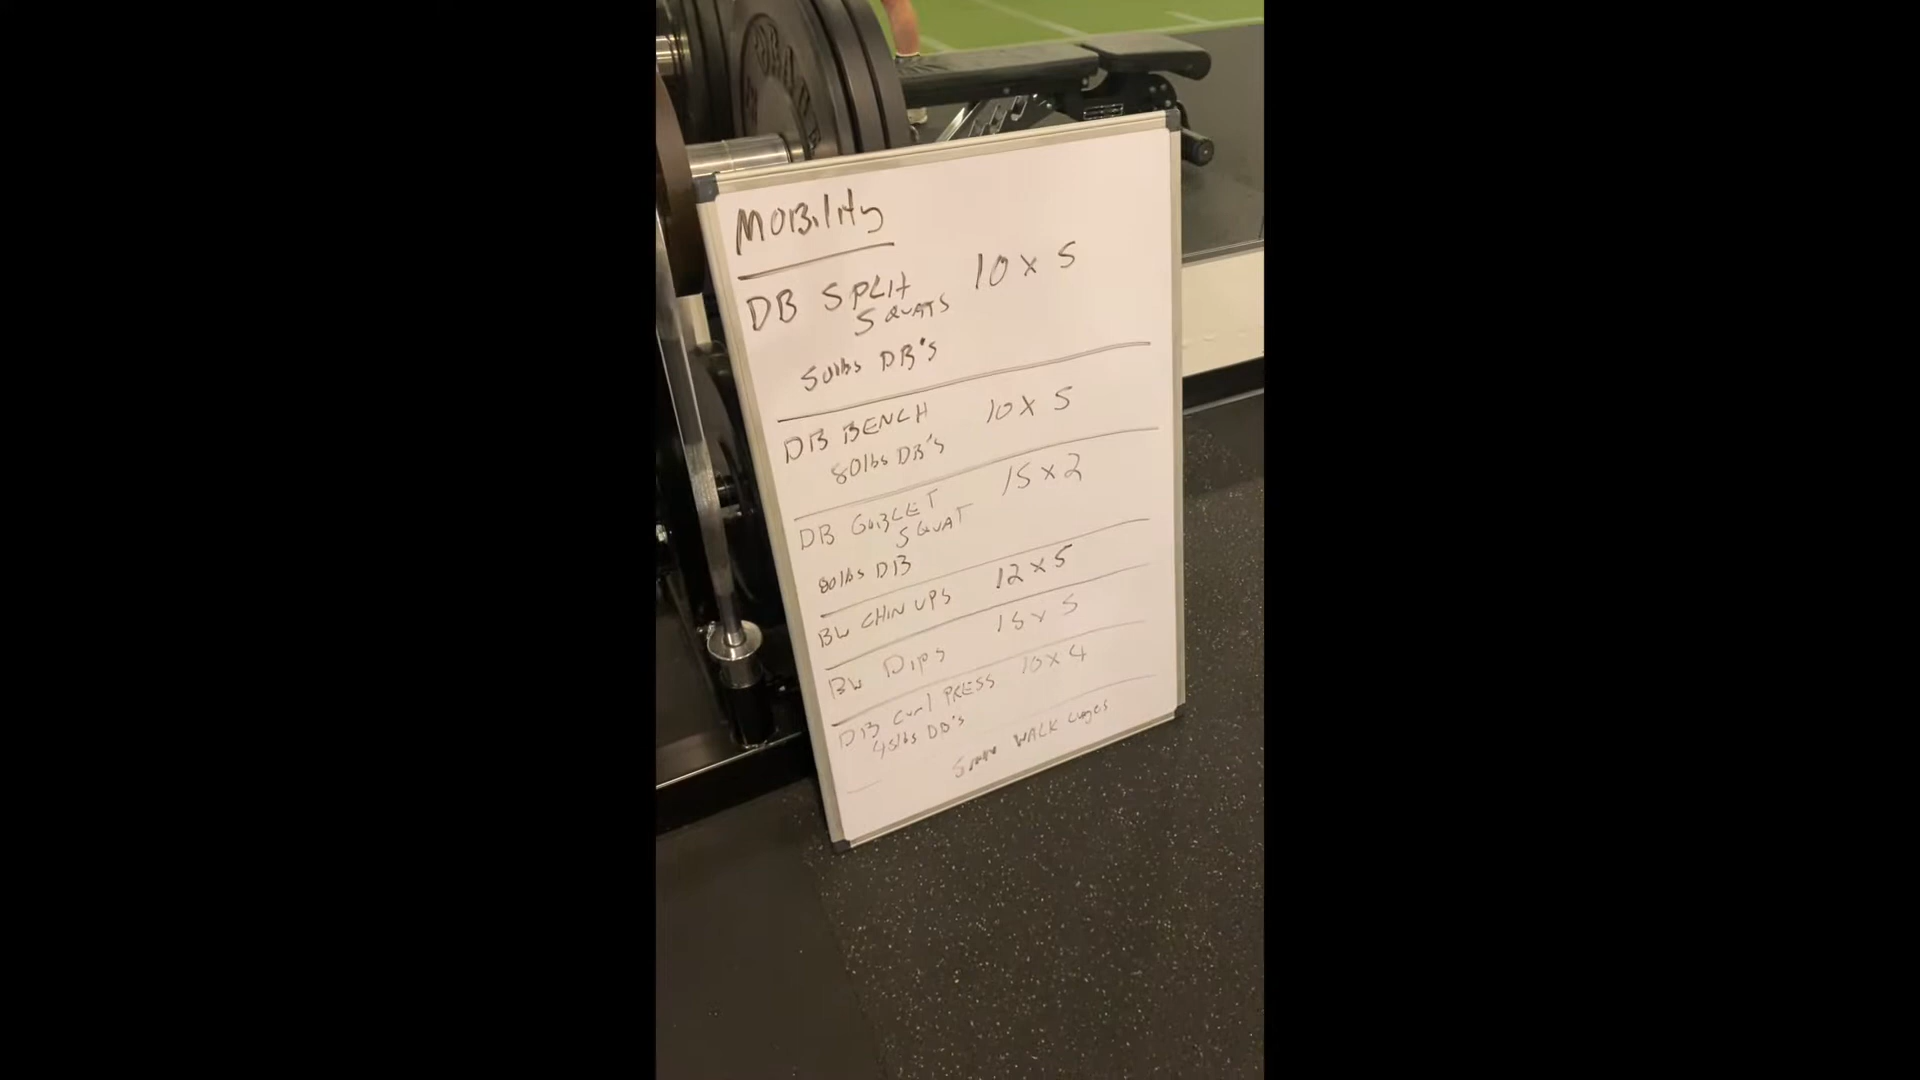 MOBility
DB SPLit 10 x 5
SQUATS
50lbs DB's
DB BENCH 10 x 5
80lbs DB's
DB GOBLET 15 x 2
SQUAT
80lbs DB
BW CHIN UPS 12 x 5
BW Dips 15 x 5
DB Curl PRESS 10 x 4
45lbs DB's
5min WALK Lunges